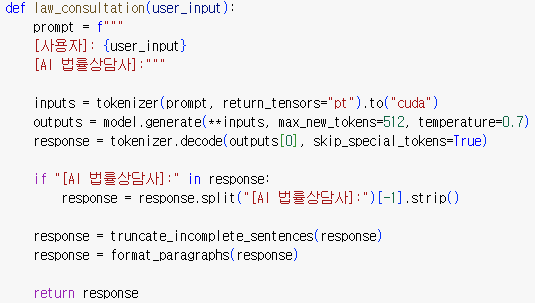 def law_consultation(user_input):
    prompt = f"""
    [사용자]: {user_input}
    [AI 법률상담사]:"""

    inputs = tokenizer(prompt, return_tensors="pt").to("cuda")
    outputs = model.generate(**inputs, max_new_tokens=512, temperature=0.7)
    response = tokenizer.decode(outputs[0], skip_special_tokens=True)

    if "[AI 법률상담사]:" in response:
        response = response.split("[AI 법률상담사]:")[-1].strip()

    response = truncate_incomplete_sentences(response)
    response = format_paragraphs(response)

    return response